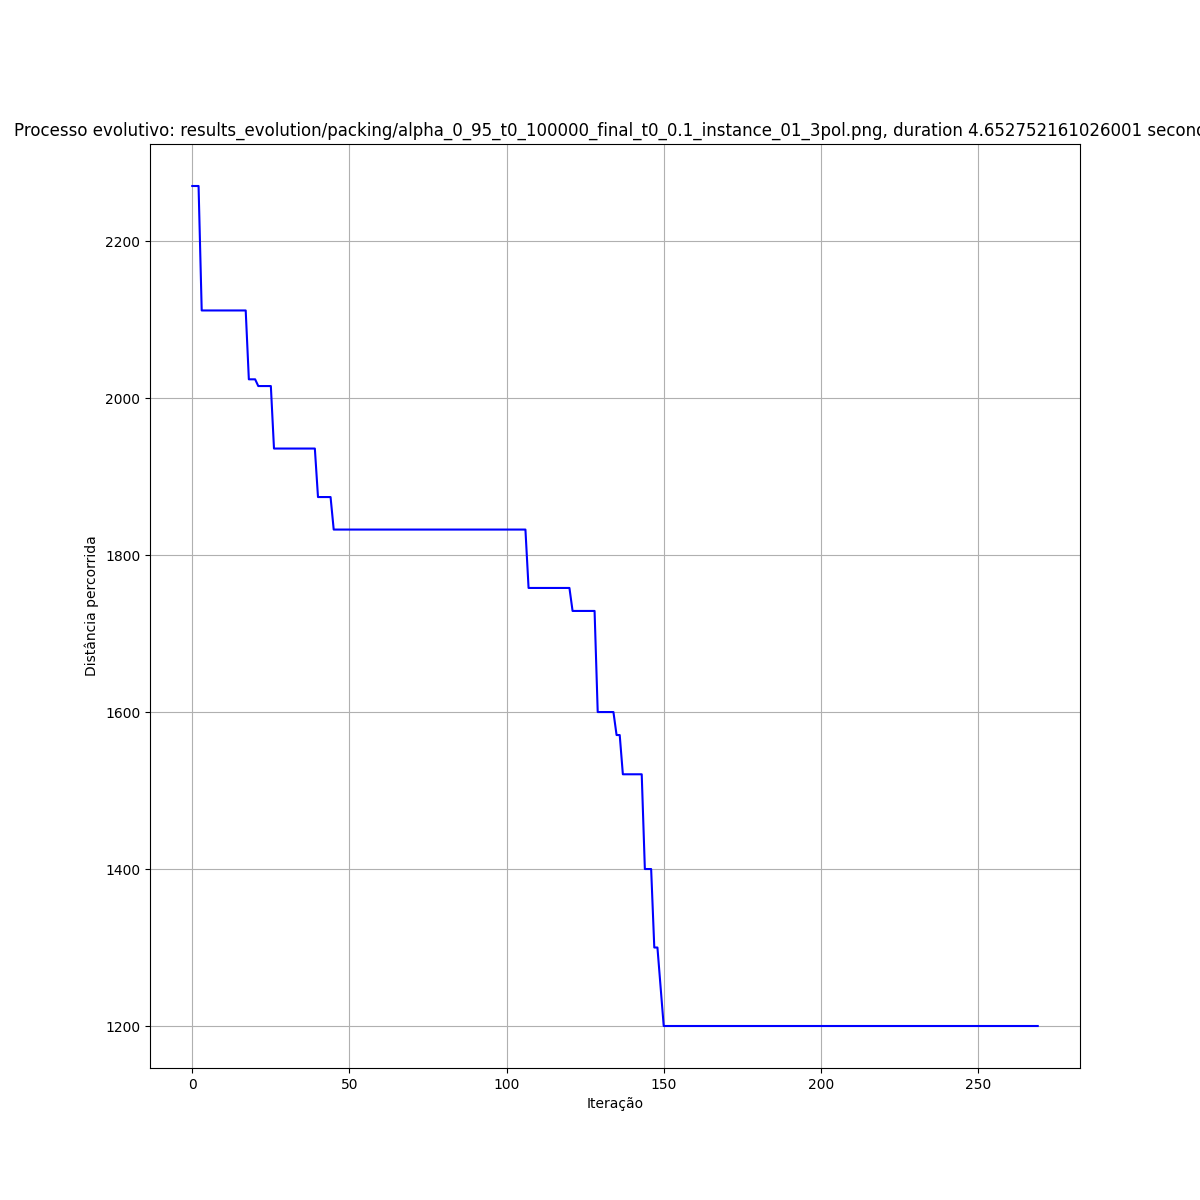 Processo evolutivo: results_evolution/packing/alpha_0_95_t0_100000_final_t0_0.1_instance_01_3pol.png, duration 4.652752161026001
2200
2000
1800
1600
1400
1200
Distância percorrida
0 50 100 150 200 250
Iteração